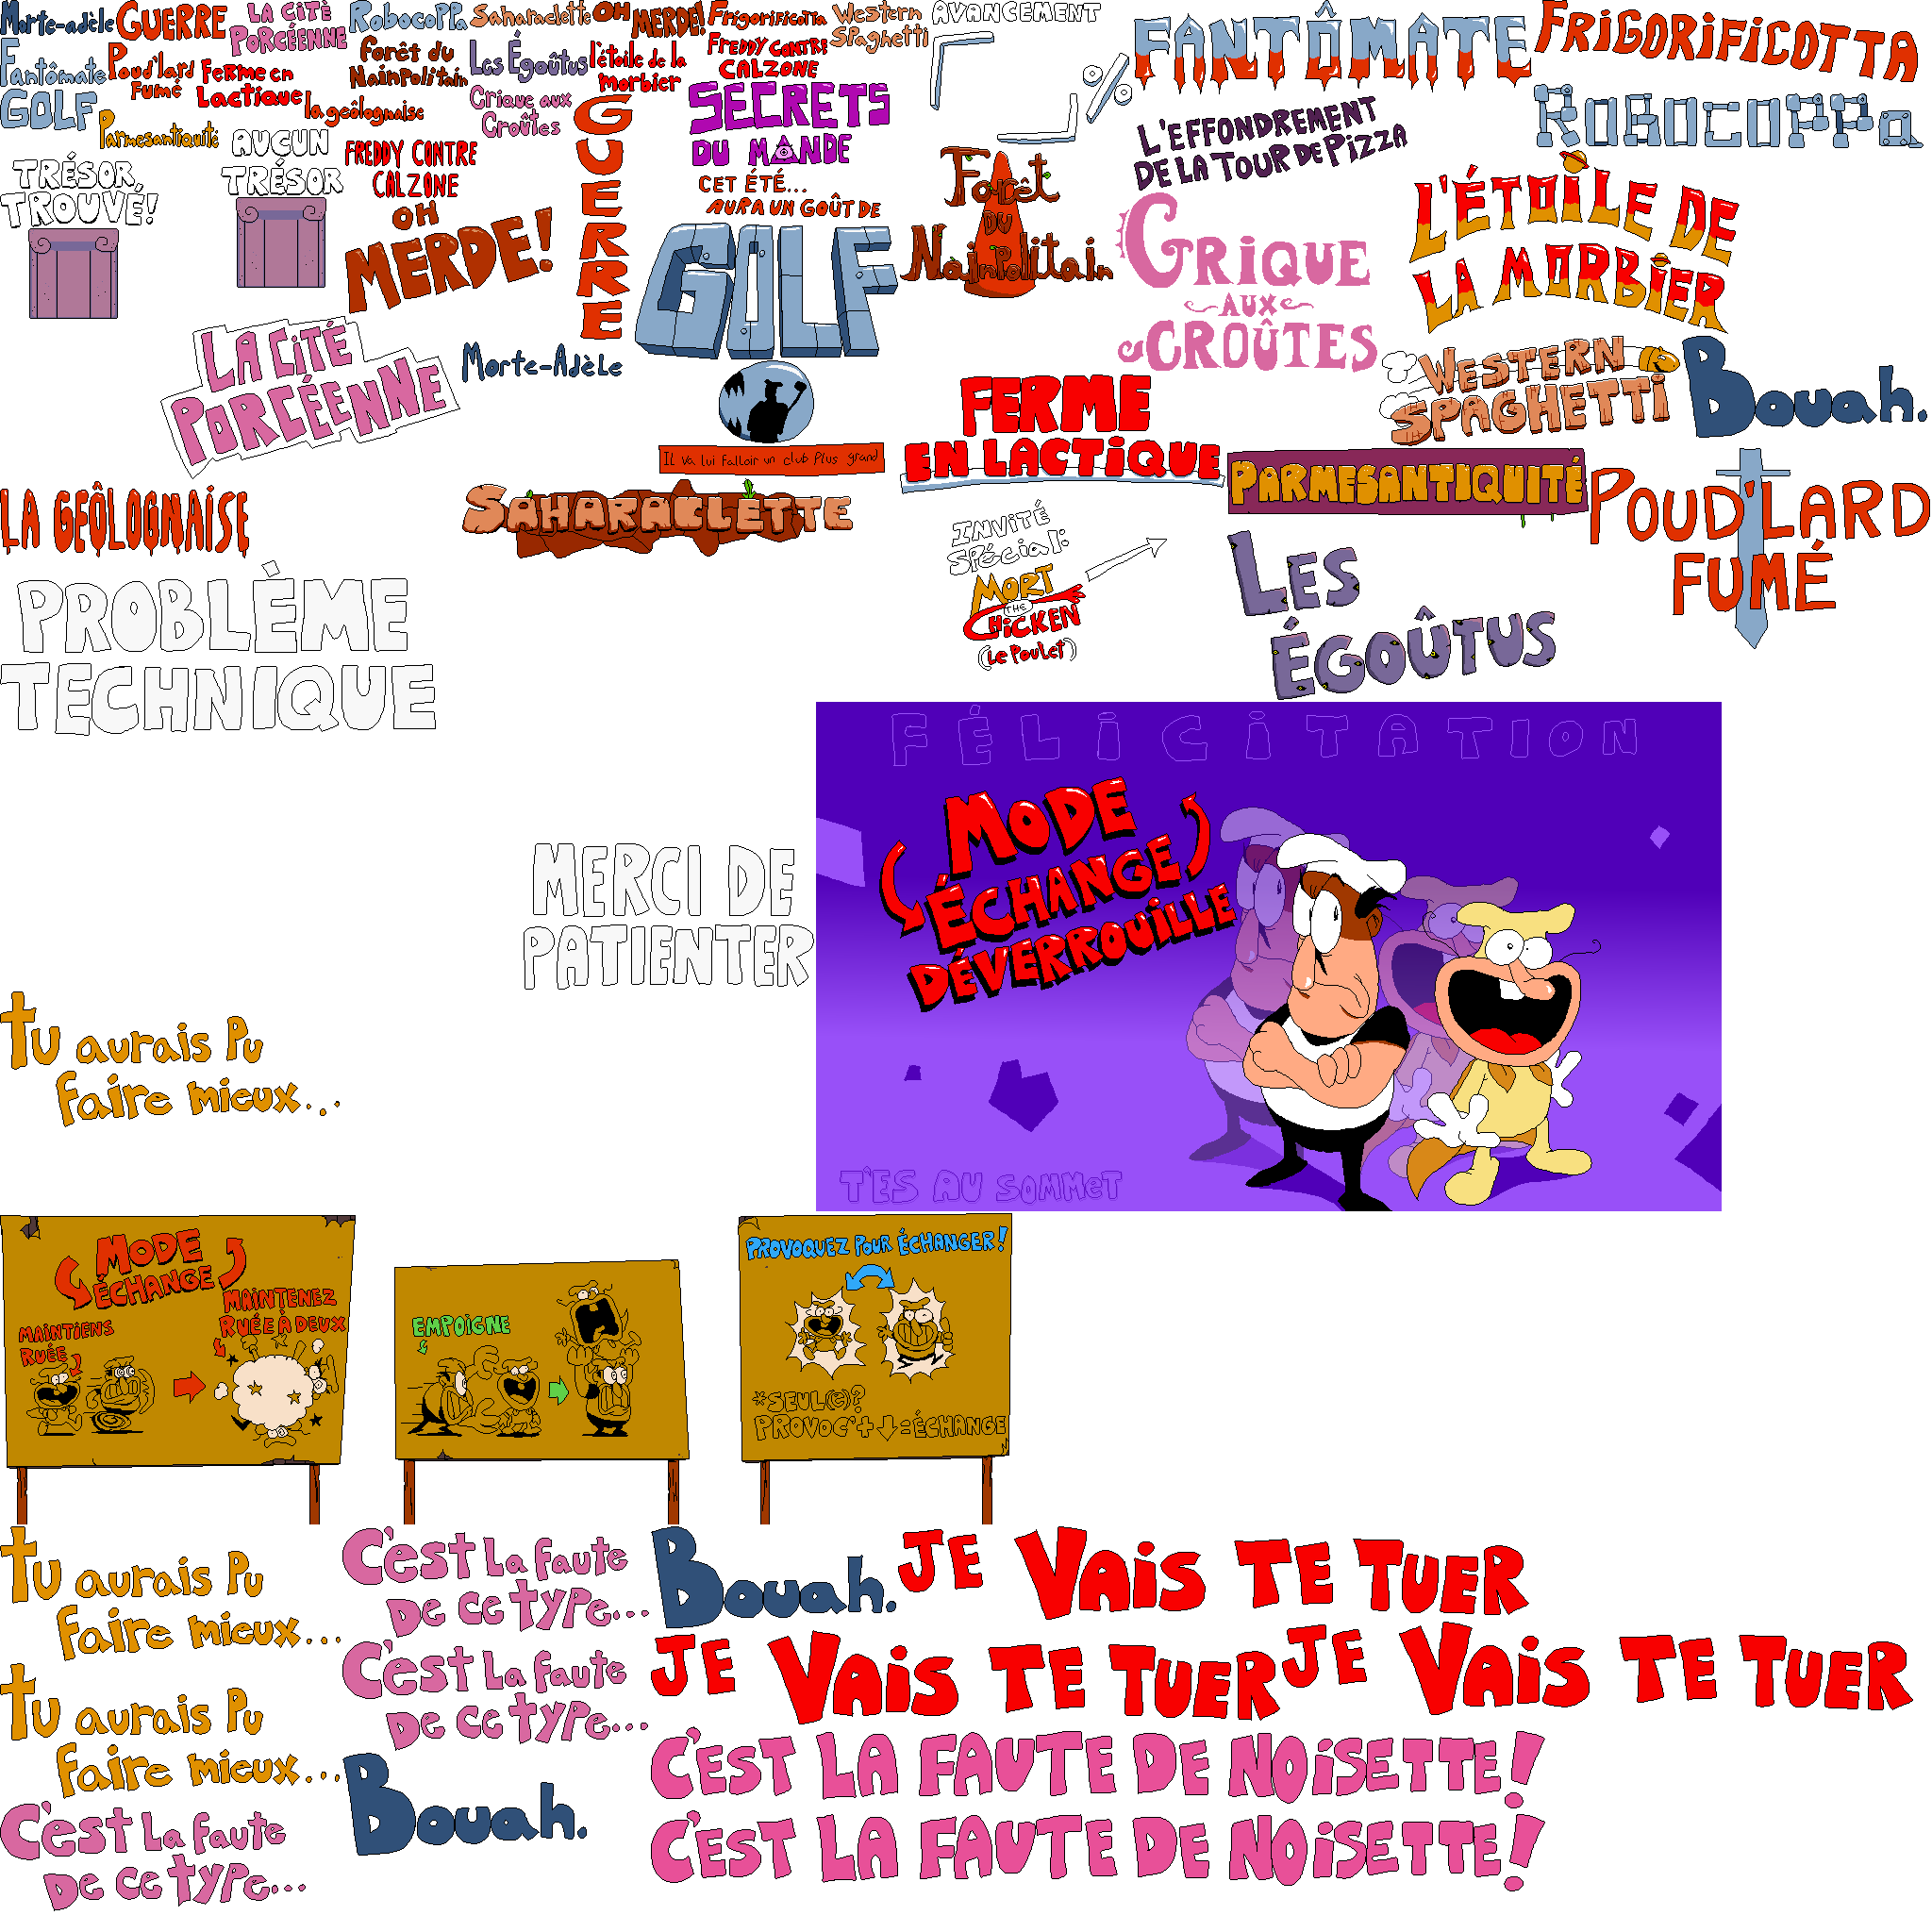 Morte-adèle
GUERRE
LA CITÉ
PORCÉENNE
RobocoPPa
Saharaclette
OH
MERDE!
Frigorificotta
Western
SPaghetti
AVANCEMENT
%
FANTÔMATE
FRIGORIFICOTTA
Fantômate
Poud'lard
Fumé
FerMe en
Lactique
Forêt du
NainPolitain
Les Égoûtus
l'étoile de la
Morbier
FREDDY CONTRE
CALZONE
GOLF
Parmesantiquité
la geôlognaise
Crique aux
Croûtes
GUERRE
SECRETS
DU MONDE
L'EFFONDREMENT
DE LA TOUR DE PIZZA
ROBOCOPPa
TRÉSOR
TROUVÉ!
AUCUN
TRÉSOR
FREDDY CONTRE
CALZONE
OH
MERDE!
CET ÉTÉ...
AURA UN GOÛT DE
GOLF
Forêt
DU
NainPolitain
CRIQUE
AUX
CROÛTES
L'ÉTOILE DE
LA MORBIER
LA CITÉ
PORCÉENNE
Morte-Adèle
IL va lui falloir un club Plus grand
FERME
EN LACTIQUE
WESTERN
SPAGHETTI
Bouah.
LA GEÔLOGNAISE
SAHARACLETTE
INVITÉ
SPécial:
MORT
THE
CHICKEN
(Le Poulet)
PARMESANTIQUITÉ
LES
ÉGOÛTUS
POUD'LARD
FUMÉ
PROBLÈME
TECHNIQUE
MERCI DE
PATIENTER
FÉLICITATION
MODE
ÉCHANGE
DÉVERROUILLE
T'ES AU SOMMET
tu aurais Pu
faire mieux...
MODE
ÉCHANGE
MAINTIENS
RUÉE
MAINTENEZ
RUÉE À DEUX
EMPOIGNE
PROVOQUEZ POUR ÉCHANGER!
*SEUL(E)?
PROVOC'+↓=ÉCHANGE
tu aurais Pu
faire mieux...
C'est La faute
De ce type...
Bouah.
JE VAIS TE TUER
tu aurais Pu
faire mieux...
C'est La faute
De ce type...
JE VAIS TE TUER
JE VAIS TE TUER
C'est La faute
De ce type...
Bouah.
C'EST LA FAUTE DE NOISETTE!
C'EST LA FAUTE DE NOISETTE!